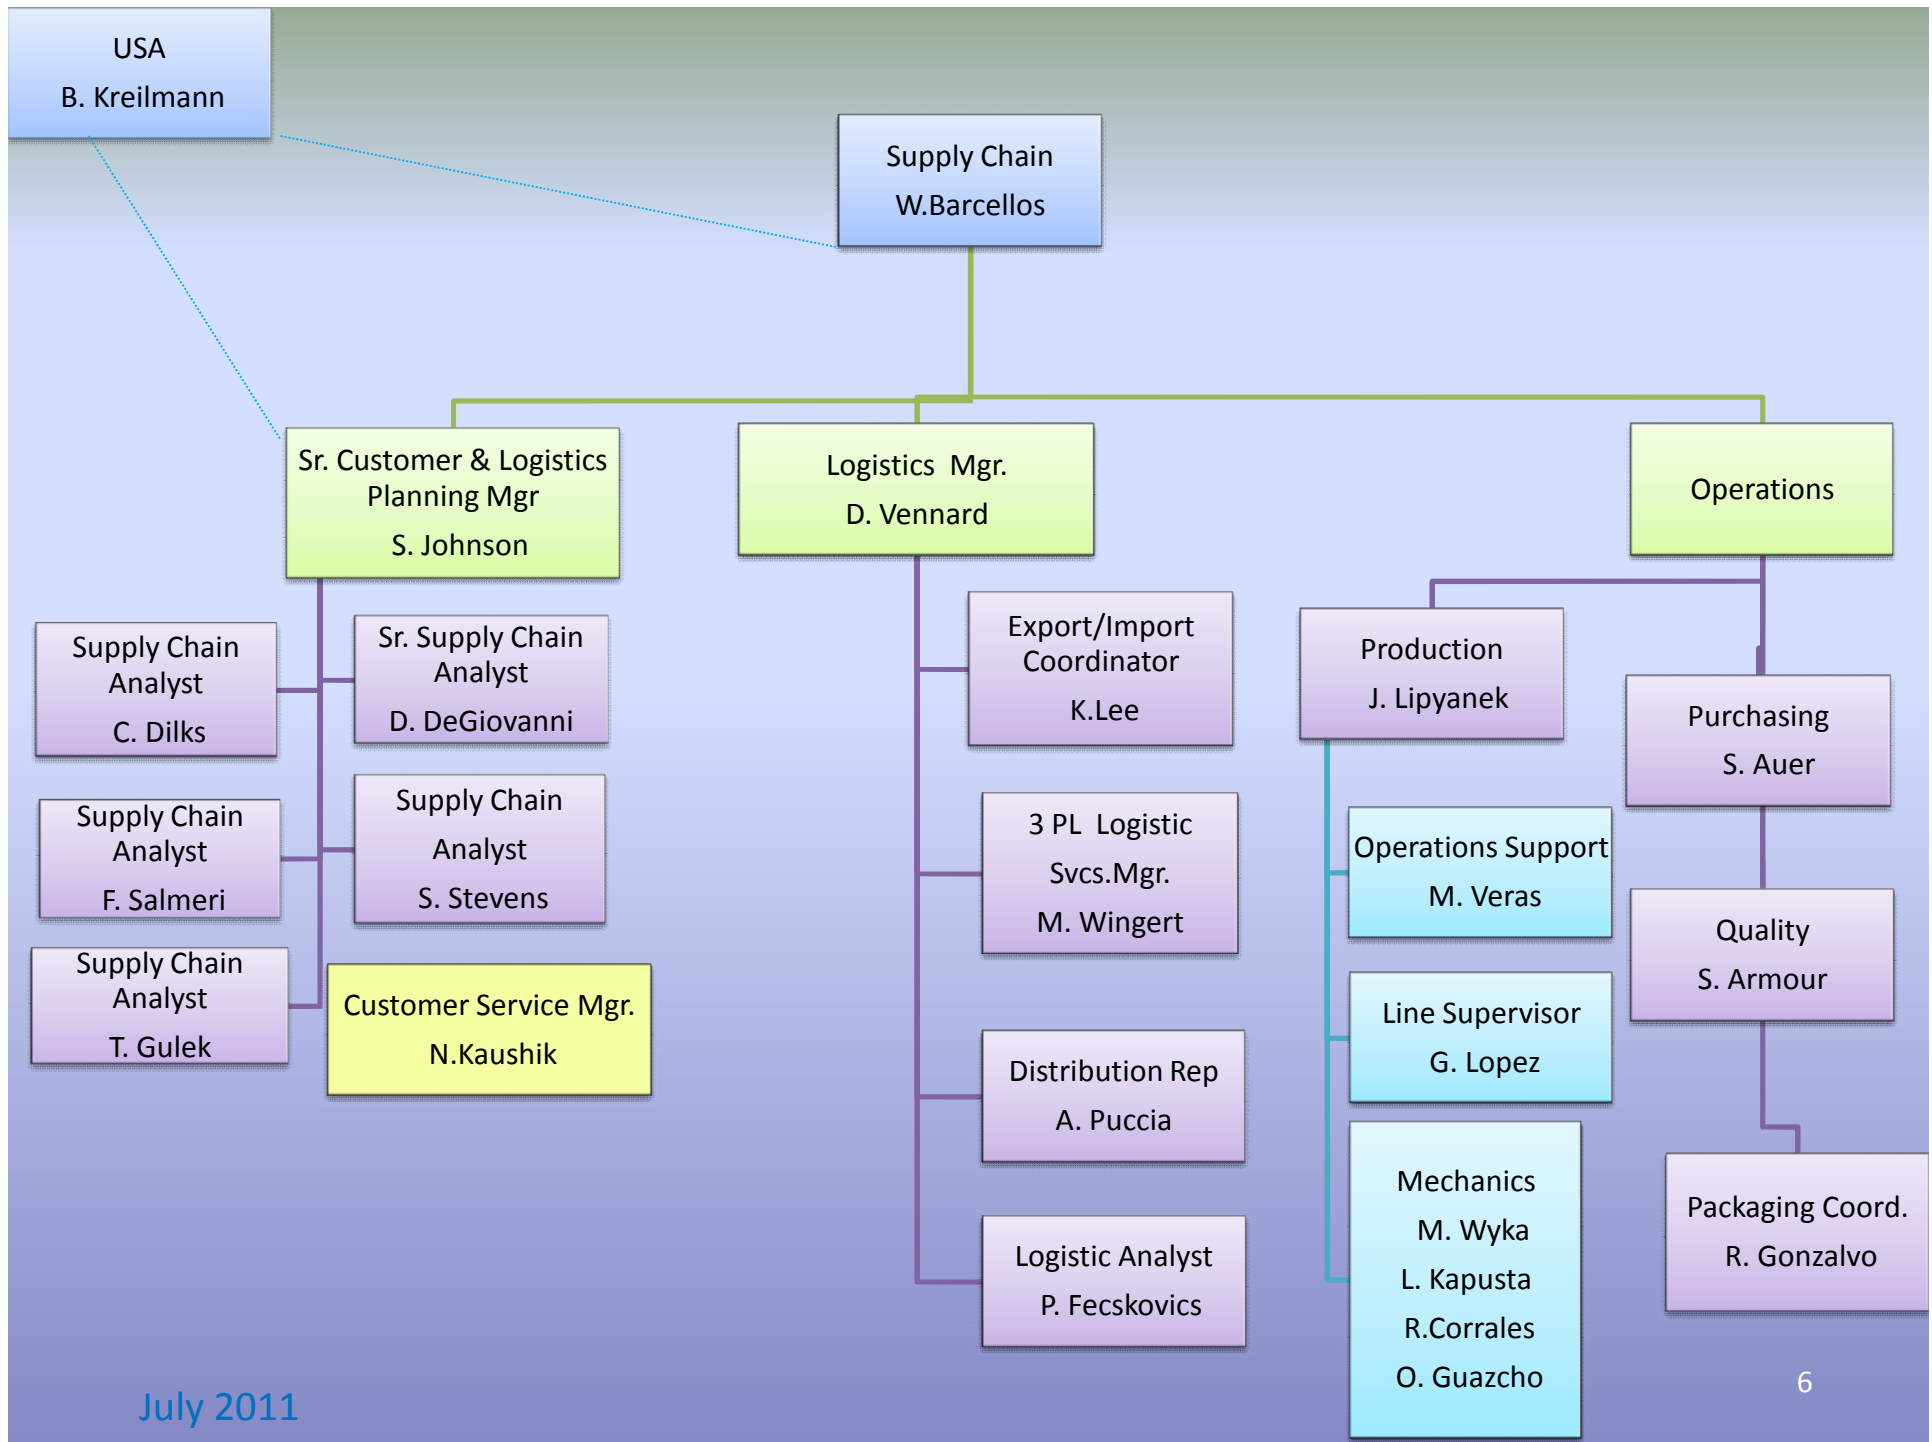 USA
B. Kreilmann
Supply Chain
W.Barcellos
Sr. Customer & Logistics
Planning Mgr
S. Johnson
Logistics  Mgr.
D. Vennard
Operations
Supply Chain
Analyst
C. Dilks
Sr. Supply Chain
Analyst
D. DeGiovanni
Supply Chain
Analyst
F. Salmeri
Supply Chain
Analyst
S. Stevens
Supply Chain
Analyst
T. Gulek
Customer Service Mgr.
N.Kaushik
Export/Import
Coordinator
K.Lee
3 PL  Logistic
Svcs.Mgr.
M. Wingert
Distribution Rep
A. Puccia
Logistic Analyst
P. Fecskovics
Production
J. Lipyanek
Operations Support
M. Veras
Line Supervisor
G. Lopez
Mechanics
M. Wyka
L. Kapusta
R.Corrales
O. Guazcho
Purchasing
S. Auer
Quality
S. Armour
Packaging Coord.
R. Gonzalvo
July 2011
6